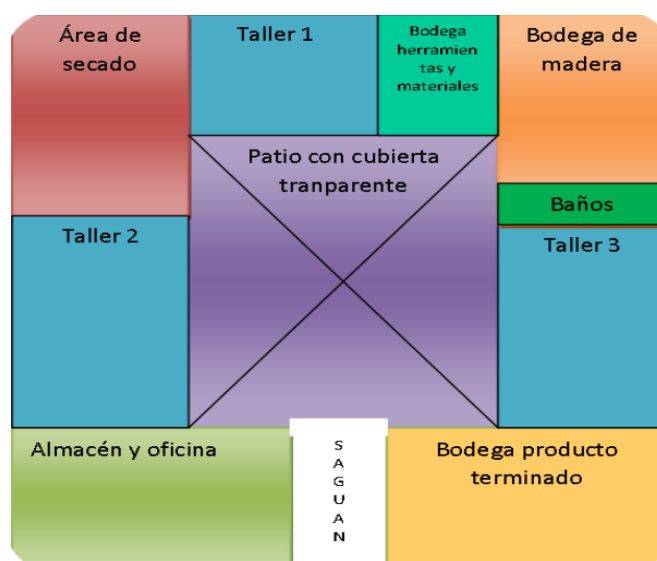 Área de
secado
Taller 1
Bodega
herramien
tas y
materiales
Bodega de
madera
Patio con cubierta
tranparente
Baños
Taller 2
Taller 3
Almacén y oficina
S
A
G
U
A
N
Bodega producto
terminado